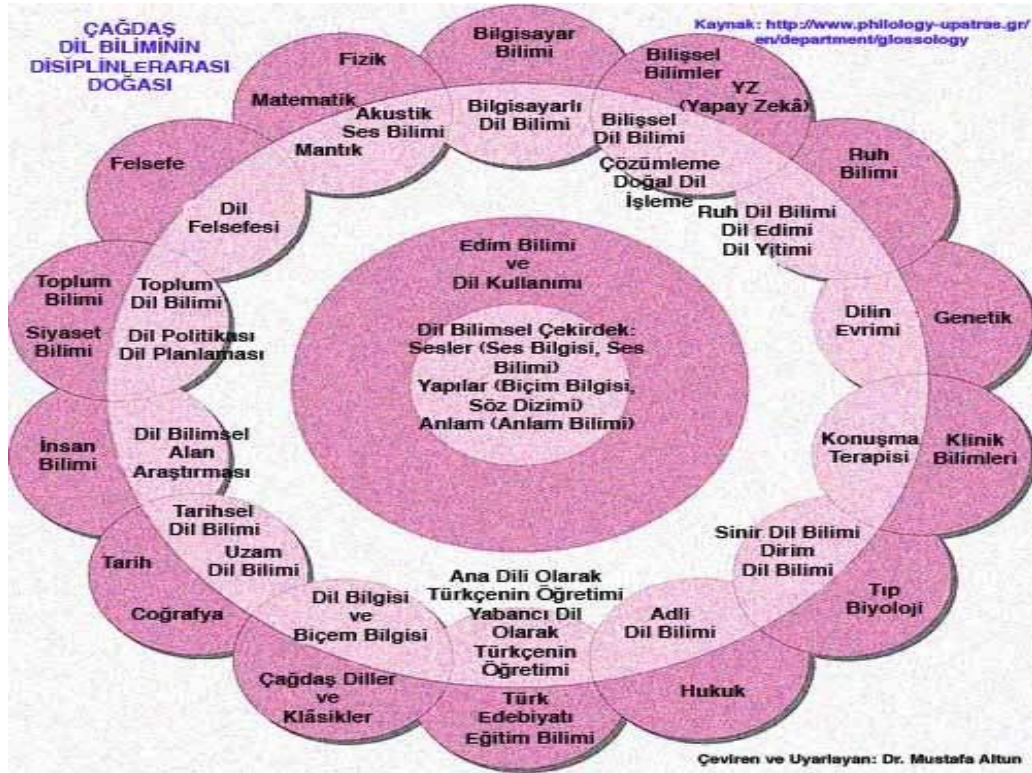 ÇAĞDAŞ
DİL BİLİMİNİN
DİSİPLİNLERARASI
DOĞASI
Kaynak: http://www.philology-upatras.gr/
en/department/glossology
Bilgisayar
Bilimi
Bilgisayarlı
Dil Bilimi
Bilişsel
Bilimler
YZ
(Yapay Zekâ)
Bilişsel
Dil Bilimi
Çözümleme
Doğal Dil
İşleme
Ruh
Bilimi
Ruh Dil Bilimi
Dil Edimi
Dil Yitimi
Genetik
Dilin
Evrimi
Klinik
Bilimleri
Konuşma
Terapisi
Tıp
Biyoloji
Sinir Dil Bilimi
Dirim
Dil Bilimi
Hukuk
Adli
Dil Bilimi
Ana Dili Olarak
Türkçenin Öğretimi
Yabancı Dil
Olarak
Türkçenin
Öğretimi
Türk
Edebiyatı
Eğitim Bilimi
Dil Bilgisi
ve
Biçem Bilgisi
Çağdaş Diller
ve
Klâsikler
Tarihsel
Dil Bilimi
Uzam
Dil Bilimi
Tarih
Coğrafya
İnsan
Bilimi
Dil Bilimsel
Alan
Araştırması
Toplum
Bilimi
Siyaset
Bilimi
Toplum
Dil Bilimi
Dil Politikası
Dil Planlaması
Felsefe
Dil
Felsefesi
Fizik
Matematik
Akustik
Ses Bilimi
Mantık
Edim Bilimi
ve
Dil Kullanımı
Dil Bilimsel Çekirdek:
Sesler (Ses Bilgisi, Ses
Bilimi)
Yapılar (Biçim Bilgisi,
Söz Dizimi)
Anlam (Anlam Bilimi)
Çeviren ve Uyarlayan: Dr. Mustafa Altun